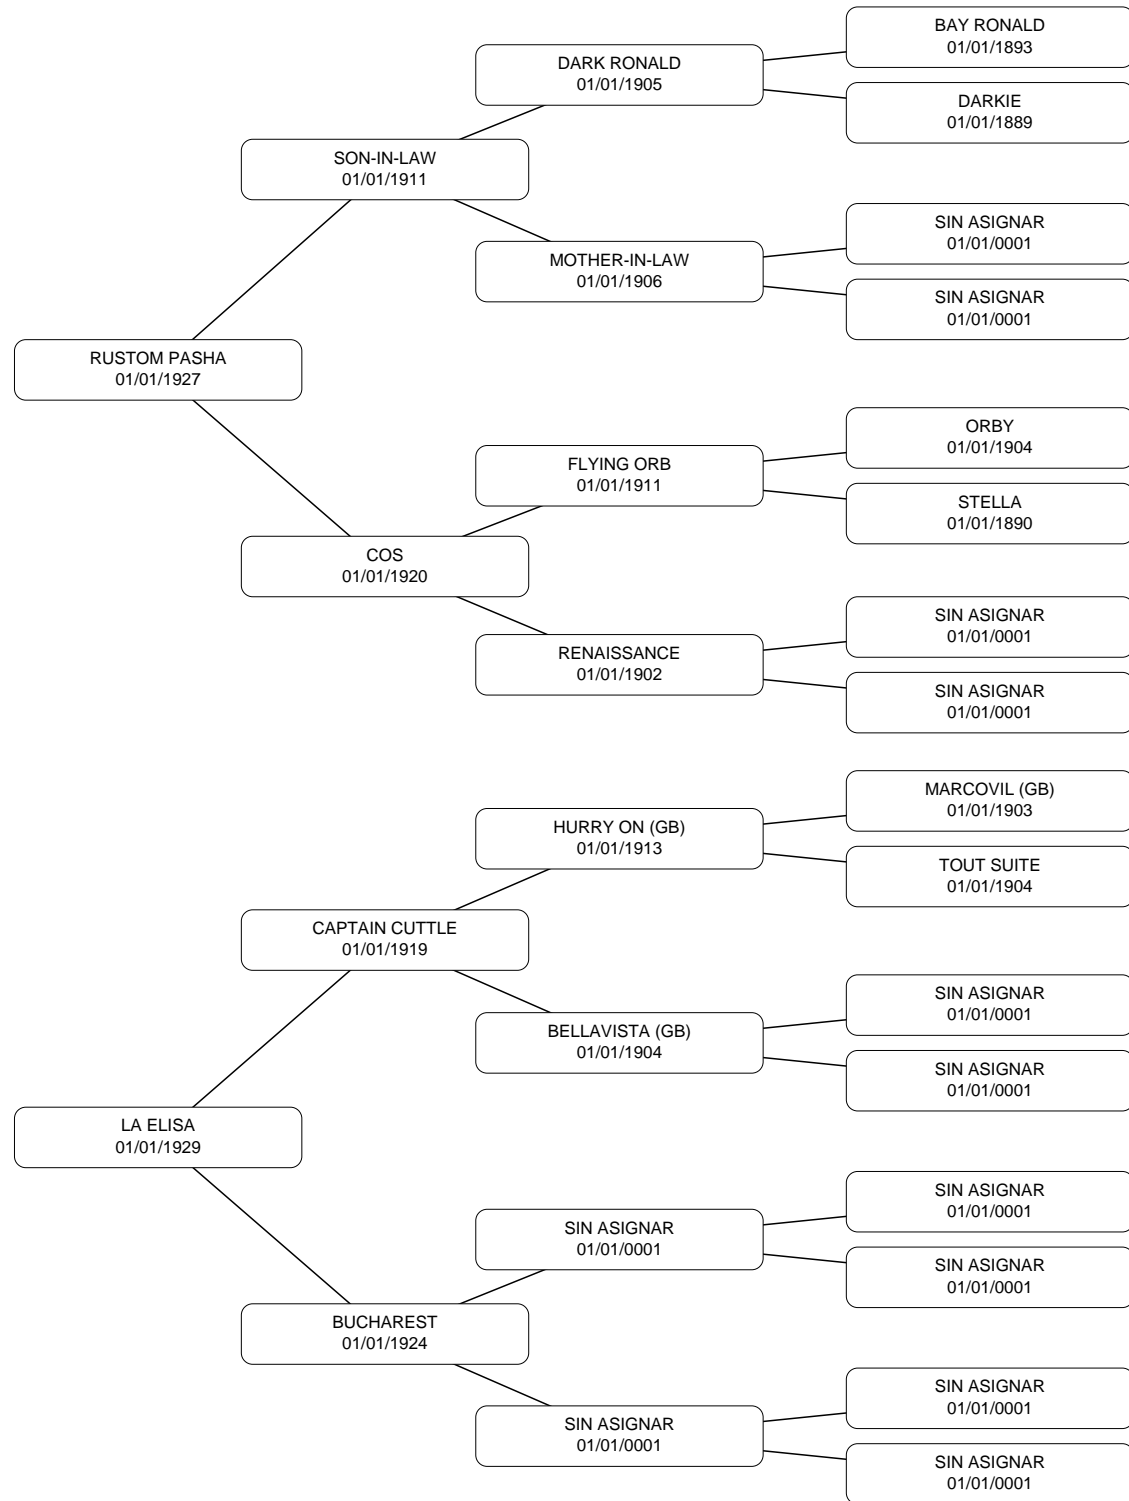 BAY RONALD
01/01/1893
DARK RONALD
01/01/1905
DARKIE
01/01/1889
SON-IN-LAW
01/01/1911
SIN ASIGNAR
01/01/0001
MOTHER-IN-LAW
01/01/1906
SIN ASIGNAR
01/01/0001
RUSTOM PASHA
01/01/1927
ORBY
01/01/1904
FLYING ORB
01/01/1911
STELLA
01/01/1890
COS
01/01/1920
SIN ASIGNAR
01/01/0001
RENAISSANCE
01/01/1902
SIN ASIGNAR
01/01/0001
MARCOVIL (GB)
01/01/1903
HURRY ON (GB)
01/01/1913
TOUT SUITE
01/01/1904
CAPTAIN CUTTLE
01/01/1919
SIN ASIGNAR
01/01/0001
BELLAVISTA (GB)
01/01/1904
SIN ASIGNAR
01/01/0001
LA ELISA
01/01/1929
SIN ASIGNAR
01/01/0001
SIN ASIGNAR
01/01/0001
SIN ASIGNAR
01/01/0001
BUCHAREST
01/01/1924
SIN ASIGNAR
01/01/0001
SIN ASIGNAR
01/01/0001
SIN ASIGNAR
01/01/0001